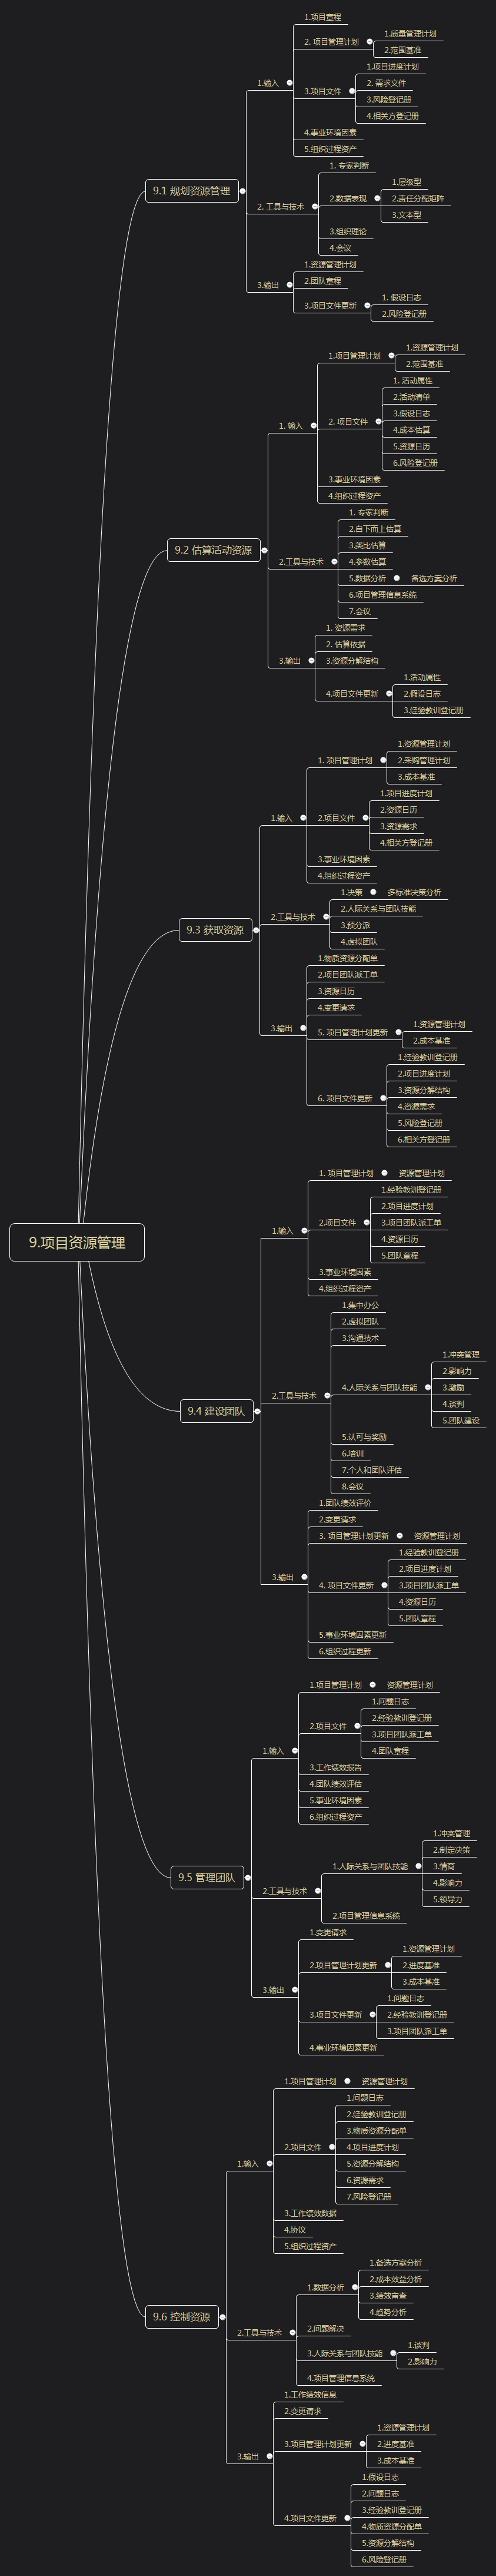 9.项目资源管理
9.1 规划资源管理
1.输入
1.项目章程
2. 项目管理计划
1.质量管理计划
2.范围基准
3.项目文件
1.项目进度计划
2. 需求文件
3.风险登记册
4.相关方登记册
4.事业环境因素
5.组织过程资产
2. 工具与技术
1. 专家判断
2.数据表现
1.层级型
2.责任分配矩阵
3.文本型
3.组织理论
4.会议
3.输出
1.资源管理计划
2.团队章程
3.项目文件更新
1. 假设日志
2.风险登记册
9.2 估算活动资源
1. 输入
1.项目管理计划
1.资源管理计划
2.范围基准
2. 项目文件
1. 活动属性
2.活动清单
3.假设日志
4.成本估算
5.资源日历
6.风险登记册
3.事业环境因素
4.组织过程资产
2.工具与技术
1. 专家判断
2.自下而上估算
3.类比估算
4.参数估算
5.数据分析
备选方案分析
6.项目管理信息系统
7.会议
3.输出
1. 资源需求
2. 估算依据
3.资源分解结构
4.项目文件更新
1.活动属性
2.假设日志
3.经验教训登记册
9.3 获取资源
1.输入
1. 项目管理计划
1.资源管理计划
2.采购管理计划
3.成本基准
2.项目文件
1.项目进度计划
2.资源日历
3.资源需求
4.相关方登记册
3.事业环境因素
4.组织过程资产
2.工具与技术
1.决策
多标准决策分析
2.人际关系与团队技能
3.预分派
4.虚拟团队
3.输出
1.物质资源分配单
2.项目团队派工单
3.资源日历
4.变更请求
5. 项目管理计划更新
1.资源管理计划
2.成本基准
6. 项目文件更新
1.经验教训登记册
2.项目进度计划
3.资源分解结构
4.资源需求
5.风险登记册
6.相关方登记册
9.4 建设团队
1.输入
1. 项目管理计划
资源管理计划
2.项目文件
1.经验教训登记册
2.项目进度计划
3.项目团队派工单
4.资源日历
5.团队章程
3.事业环境因素
4.组织过程资产
2.工具与技术
1.集中办公
2.虚拟团队
3.沟通技术
4.人际关系与团队技能
1.冲突管理
2.影响力
3.激励
4.谈判
5.团队建设
5.认可与奖励
6.培训
7.个人和团队评估
8.会议
3.输出
1.团队绩效评价
2.变更请求
3. 项目管理计划更新
资源管理计划
4. 项目文件更新
1.经验教训登记册
2.项目进度计划
3.项目团队派工单
4.资源日历
5.团队章程
5.事业环境因素更新
6.组织过程更新
9.5 管理团队
1.输入
1.项目管理计划
资源管理计划
2.项目文件
1.问题日志
2.经验教训登记册
3.项目团队派工单
4.团队章程
3.工作绩效报告
4.团队绩效评估
5.事业环境因素
6.组织过程资产
2.工具与技术
1.人际关系与团队技能
1.冲突管理
2.制定决策
3.情商
4.影响力
5.领导力
2.项目管理信息系统
3.输出
1.变更请求
2.项目管理计划更新
1.资源管理计划
2.进度基准
3.成本基准
3.项目文件更新
1.问题日志
2.经验教训登记册
3.项目团队派工单
4.事业环境因素更新
9.6 控制资源
1.输入
1.项目管理计划
资源管理计划
2.项目文件
1.问题日志
2.经验教训登记册
3.物质资源分配单
4.项目进度计划
5.资源分解结构
6.资源需求
7.风险登记册
3.工作绩效数据
4.协议
5.组织过程资产
2.工具与技术
1.数据分析
1.备选方案分析
2.成本效益分析
3.绩效审查
4.趋势分析
2.问题解决
3.人际关系与团队技能
1.谈判
2.影响力
4.项目管理信息系统
3.输出
1.工作绩效信息
2.变更请求
3.项目管理计划更新
1.资源管理计划
2.进度基准
3.成本基准
4.项目文件更新
1.假设日志
2.问题日志
3.经验教训登记册
4.物质资源分配单
5.资源分解结构
6.风险登记册